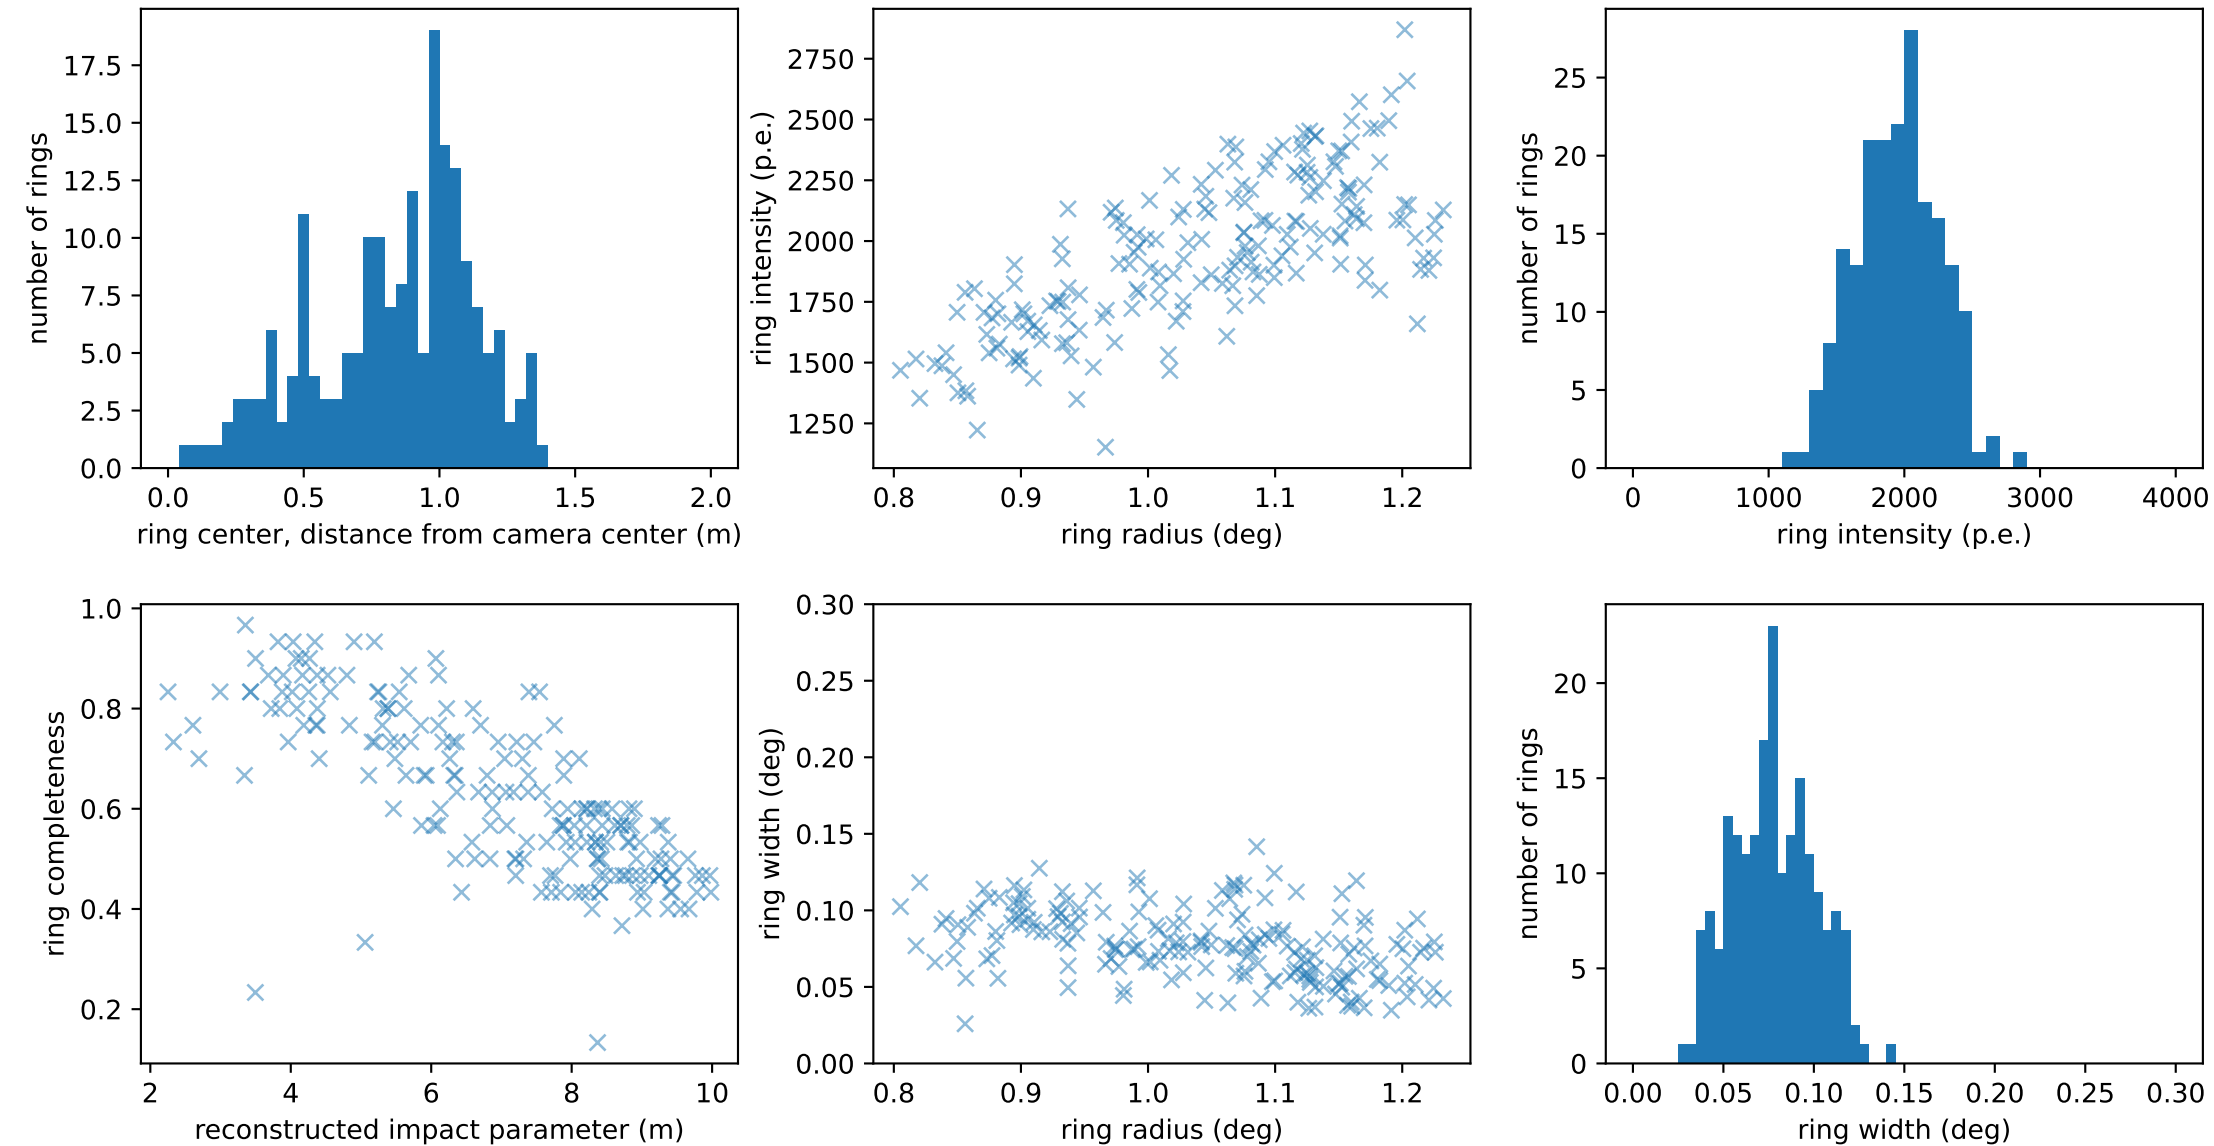 number of rings
17.5
15.0
12.5
10.0
7.5
5.0
2.5
0.0
0.0 0.5 1.0 1.5 2.0
ring center, distance from camera center (m)
ring intensity (p.e.)
2750
2500
2250
2000
1750
1500
1250
0.8 0.9 1.0 1.1 1.2
ring radius (deg)
number of rings
25
20
15
10
5
0
0 1000 2000 3000 4000
ring intensity (p.e.)
ring completeness
1.0
0.8
0.6
0.4
0.2
2 4 6 8 10
reconstructed impact parameter (m)
ring width (deg)
0.30
0.25
0.20
0.15
0.10
0.05
0.00
0.8 0.9 1.0 1.1 1.2
ring radius (deg)
number of rings
20
15
10
5
0
0.00 0.05 0.10 0.15 0.20 0.25 0.30
ring width (deg)